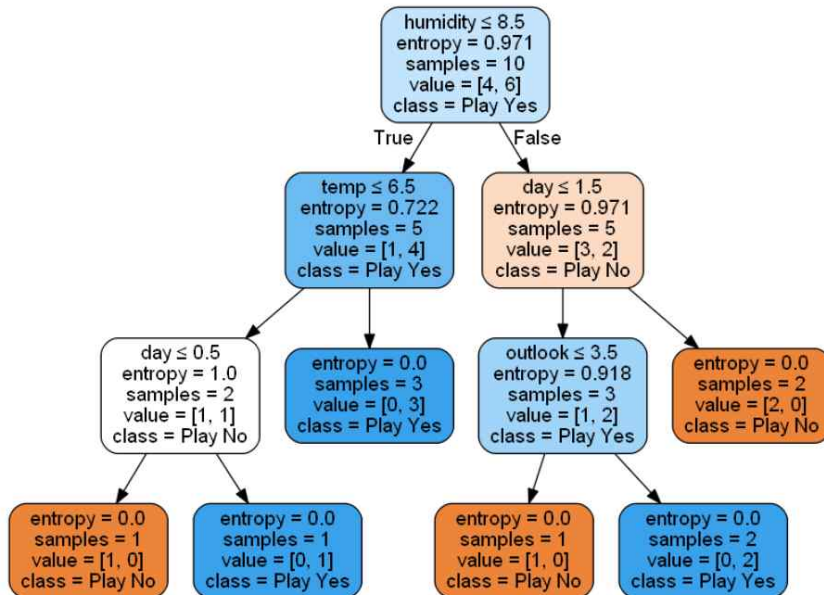 humidity ≤ 8.5
entropy = 0.971
samples = 10
value = [4, 6]
class = Play Yes
True
False
temp ≤ 6.5
entropy = 0.722
samples = 5
value = [1, 4]
class = Play Yes
day ≤ 1.5
entropy = 0.971
samples = 5
value = [3, 2]
class = Play No
day ≤ 0.5
entropy = 1.0
samples = 2
value = [1, 1]
class = Play No
entropy = 0.0
samples = 3
value = [0, 3]
class = Play Yes
outlook ≤ 3.5
entropy = 0.918
samples = 3
value = [1, 2]
class = Play Yes
entropy = 0.0
samples = 2
value = [2, 0]
class = Play No
entropy = 0.0
samples = 1
value = [1, 0]
class = Play No
entropy = 0.0
samples = 1
value = [0, 1]
class = Play Yes
entropy = 0.0
samples = 1
value = [1, 0]
class = Play No
entropy = 0.0
samples = 2
value = [0, 2]
class = Play Yes